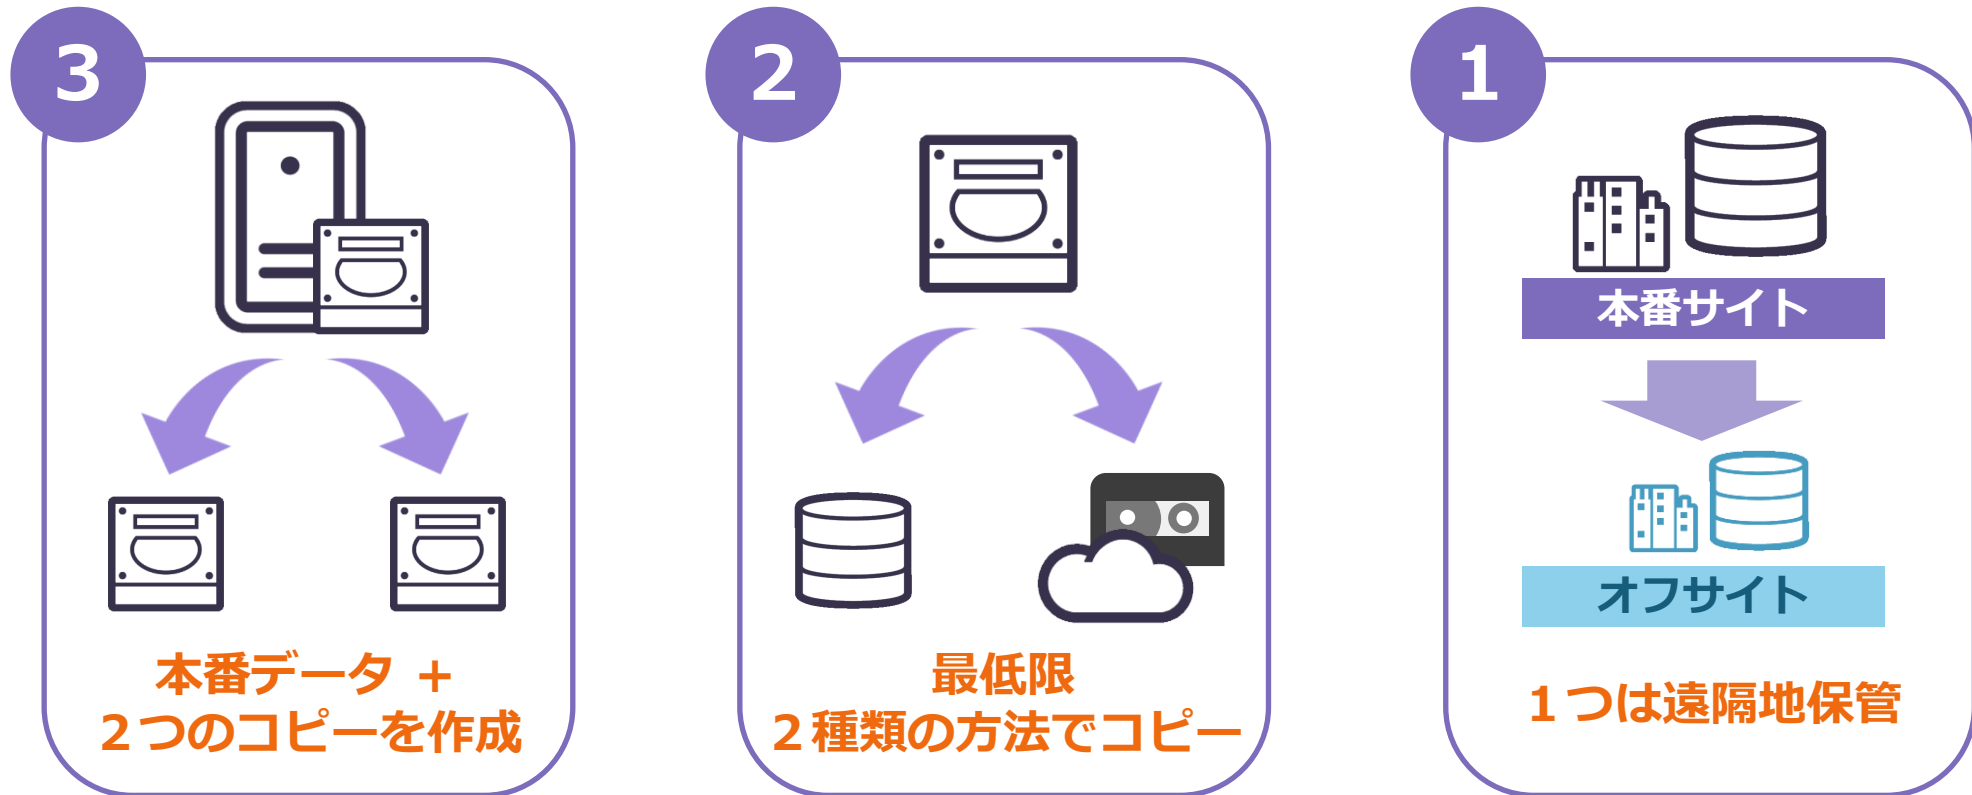 3
本番データ +
2つのコピーを作成
2
最低限
2種類の方法でコピー
1
本番サイト
オフサイト
1つは遠隔地保管